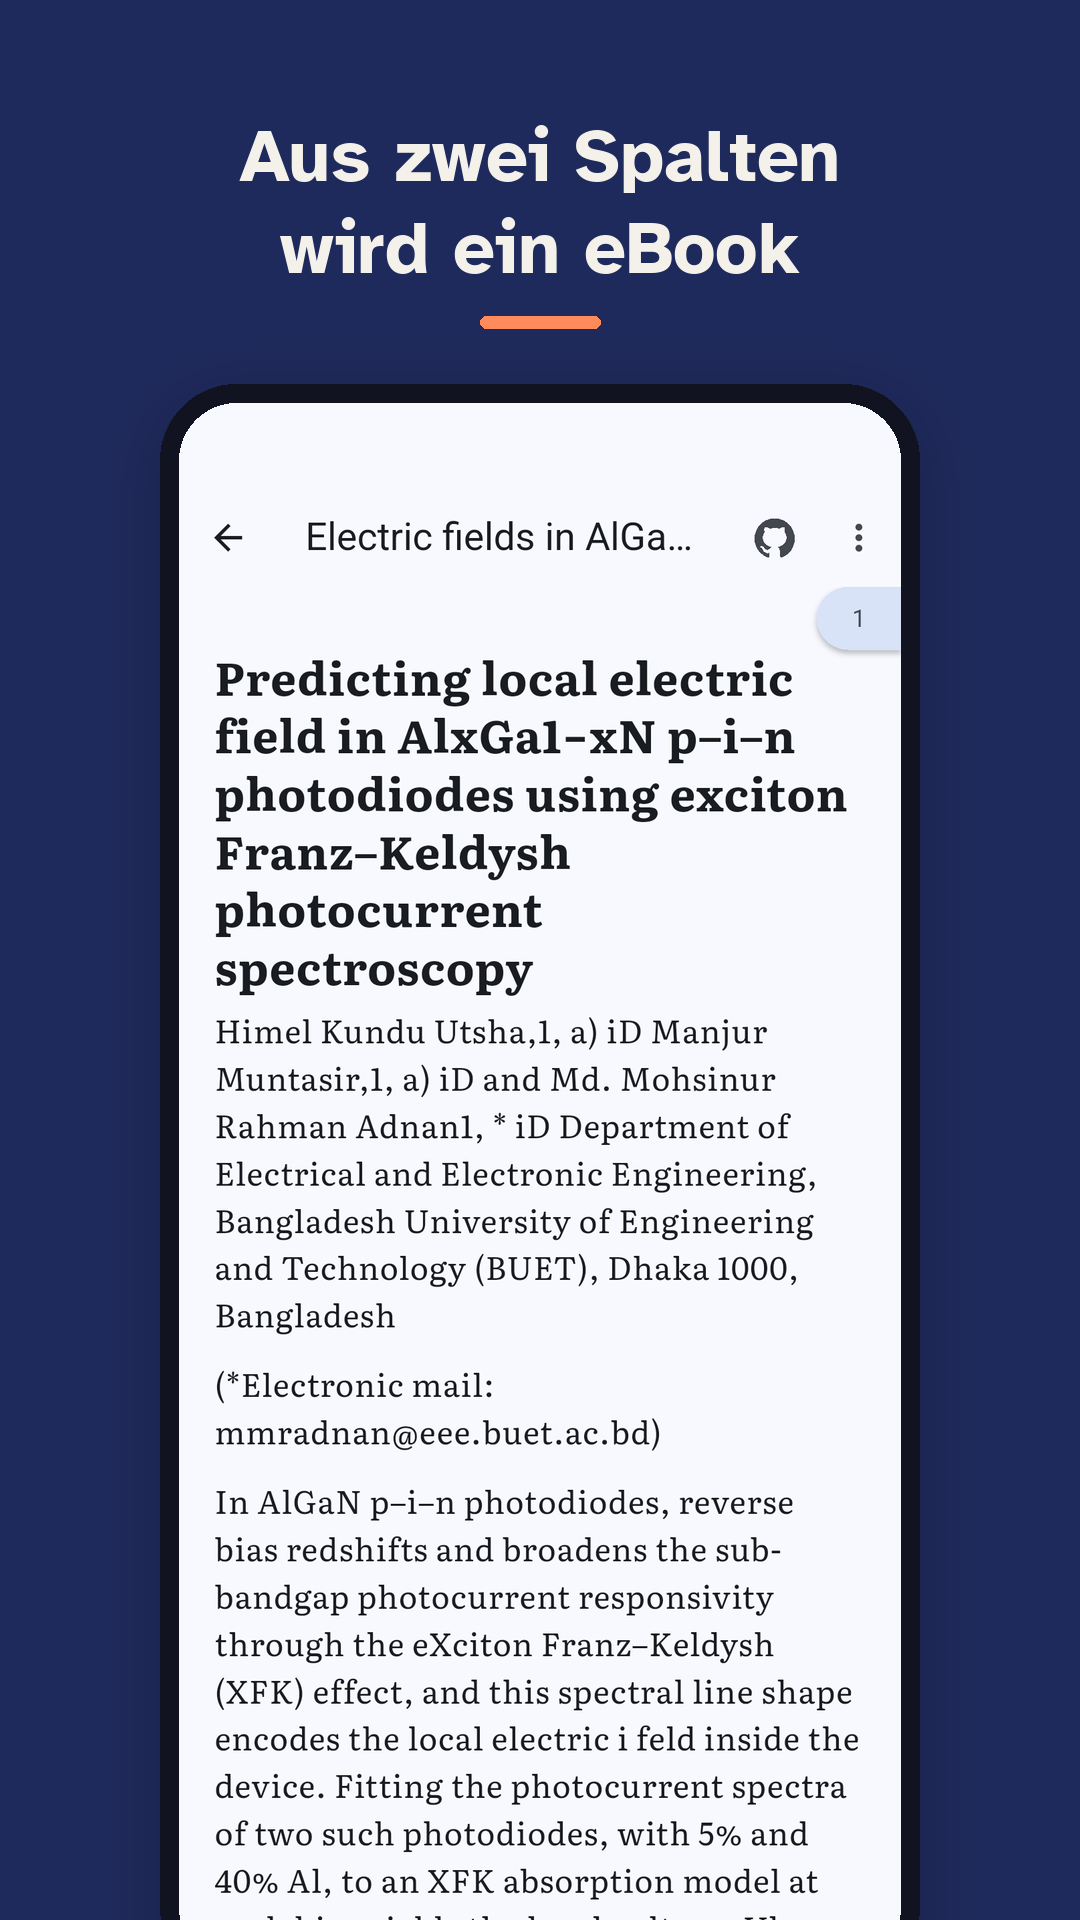 Aus zwei Spalten
wird ein eBook
Electric fields in AlGa...
1
Predicting local electric
field in AlxGa1−xN p–i–n
photodiodes using exciton
Franz–Keldysh
photocurrent
spectroscopy
Himel Kundu Utsha,1, a) iD Manjur
Muntasir,1, a) iD and Md. Mohsinur
Rahman Adnan1, * iD Department of
Electrical and Electronic Engineering,
Bangladesh University of Engineering
and Technology (BUET), Dhaka 1000,
Bangladesh
(*Electronic mail:
mmradnan@eee.buet.ac.bd)
In AlGaN p–i–n photodiodes, reverse
bias redshifts and broadens the sub-
bandgap photocurrent responsivity
through the eXciton Franz–Keldysh
(XFK) effect, and this spectral line shape
encodes the local electric i feld inside the
device. Fitting the photocurrent spectra
of two such photodiodes, with 5% and
40% Al, to an XFK absorption model at